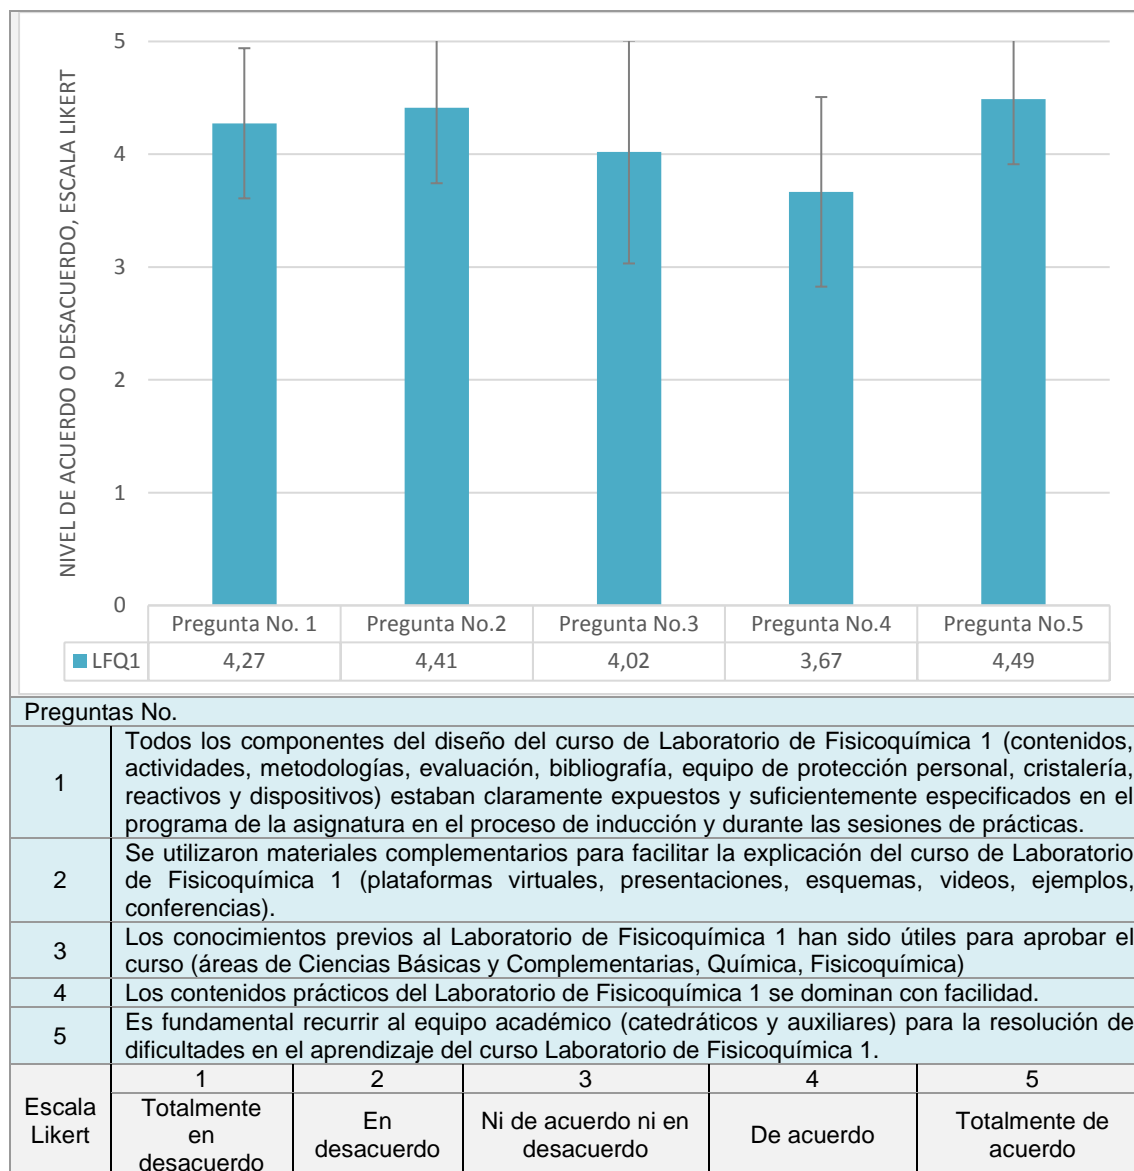 NIVEL DE ACUERDO O DESACUERDO, ESCALA LIKERT
5
4
3
2
1
0
Pregunta No. 1 Pregunta No.2 Pregunta No.3 Pregunta No.4 Pregunta No.5
LFQ1 4,27 4,41 4,02 3,67 4,49
Preguntas No.
1
Todos los componentes del diseño del curso de Laboratorio de Fisicoquímica 1 (contenidos,
actividades, metodologías, evaluación, bibliografía, equipo de protección personal, cristalería,
reactivos y dispositivos) estaban claramente expuestos y suficientemente especificados en el
programa de la asignatura en el proceso de inducción y durante las sesiones de prácticas.
2
Se utilizaron materiales complementarios para facilitar la explicación del curso de Laboratorio
de Fisicoquímica 1 (plataformas virtuales, presentaciones, esquemas, videos, ejemplos,
conferencias).
3
Los conocimientos previos al Laboratorio de Fisicoquímica 1 han sido útiles para aprobar el
curso (áreas de Ciencias Básicas y Complementarias, Química, Fisicoquímica)
4 Los contenidos prácticos del Laboratorio de Fisicoquímica 1 se dominan con facilidad.
5
Es fundamental recurrir al equipo académico (catedráticos y auxiliares) para la resolución de
dificultades en el aprendizaje del curso Laboratorio de Fisicoquímica 1.
Escala
Likert
1 2 3 4 5
Totalmente
en
desacuerdo
En
desacuerdo
Ni de acuerdo ni en
desacuerdo
De acuerdo
Totalmente de
acuerdo